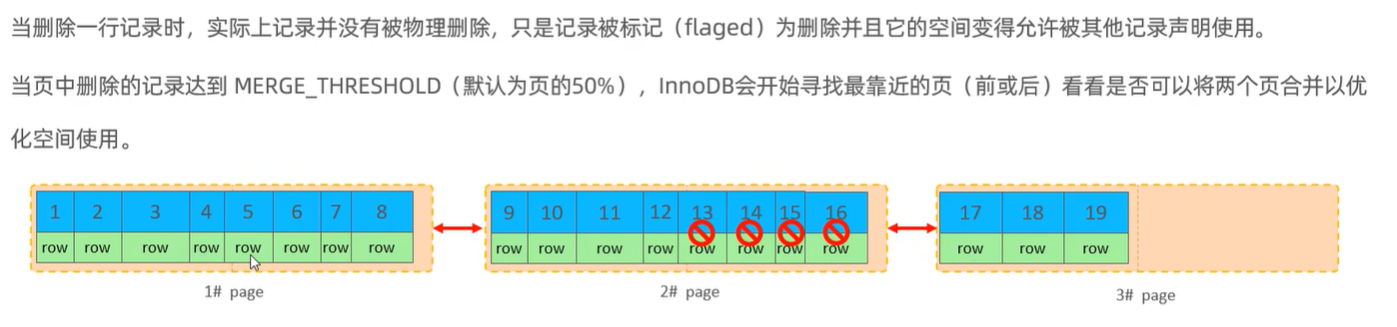 当删除一行记录时，实际上记录并没有被物理删除，只是记录被标记（flaged）为删除并且它的空间变得允许被其他记录声明使用。
当页中删除的记录达到 MERGE_THRESHOLD（默认为页的50%），InnoDB会开始寻找最靠近的页（前或后）看看是否可以将两个页合并以优
化空间使用。
1 2 3 4 5 6 7 8
row row row row row row row row
1# page
9 10 11 12 13 14 15 16
row row row row row row row row
2# page
17 18 19
row row row
3# page